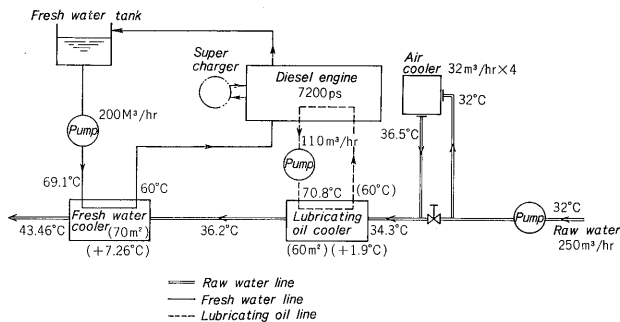 Fresh water tank
Super
charger
Diesel engine
7200ps
Air
cooler
32m³/hr×4
32°C
200M³/hr
Pump
36.5°C
110m³/hr
Pump
69.1°C
60°C
70.8°C
(60°C)
Fresh water
cooler (70m²)
Lubricating
oil cooler
Pump
32°C
Raw water
250m³/hr
43.46°C
36.2°C
34.3°C
(+7.26°C)
(60m²) (+1.9°C)
Raw water line
Fresh water line
Lubricating oil line